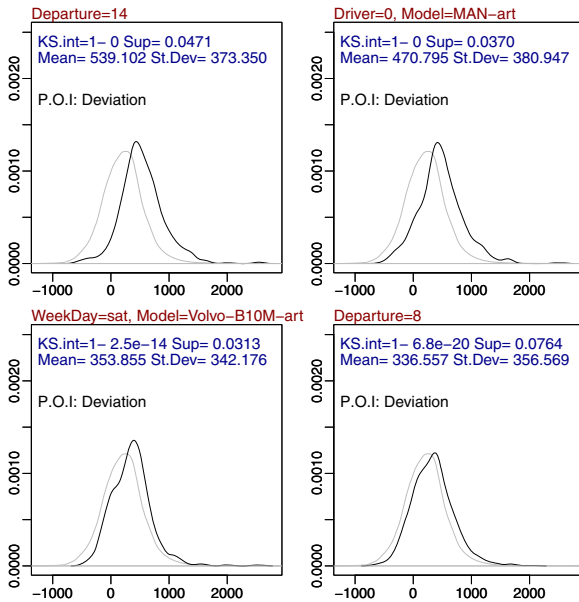 Departure=14
KS.int=1− 0 Sup= 0.0471
Mean= 539.102 St.Dev= 373.350
P.O.I: Deviation
0.0000 0.0010 0.0020
−1000 0 1000 2000
Driver=0, Model=MAN−art
KS.int=1− 0 Sup= 0.0370
Mean= 470.795 St.Dev= 380.947
P.O.I: Deviation
0.0000 0.0010 0.0020
−1000 0 1000 2000
WeekDay=sat, Model=Volvo−B10M−art
KS.int=1− 2.5e−14 Sup= 0.0313
Mean= 353.855 St.Dev= 342.176
P.O.I: Deviation
0.0000 0.0010 0.0020
−1000 0 1000 2000
Departure=8
KS.int=1− 6.8e−20 Sup= 0.0764
Mean= 336.557 St.Dev= 356.569
P.O.I: Deviation
0.0000 0.0010 0.0020
−1000 0 1000 2000